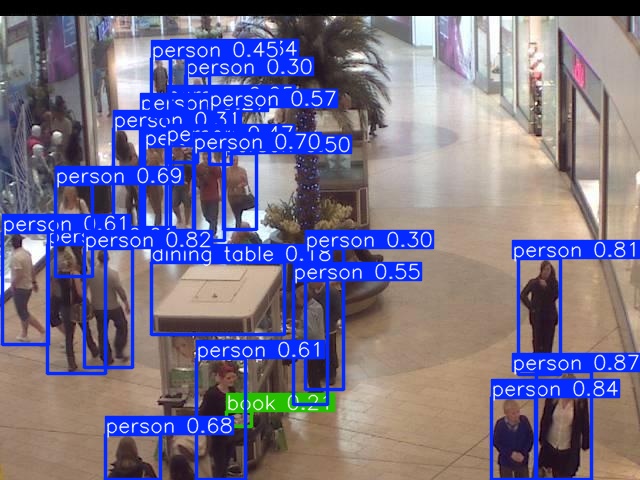 person 0.45
person 0.30
person
person 0.57
person 0.31
person 0.70
person 0.69
person 0.61
person 0.82
person 0.30
dining table 0.18
person 0.55
person 0.81
person 0.61
person 0.87
person 0.84
book 0.21
person 0.68